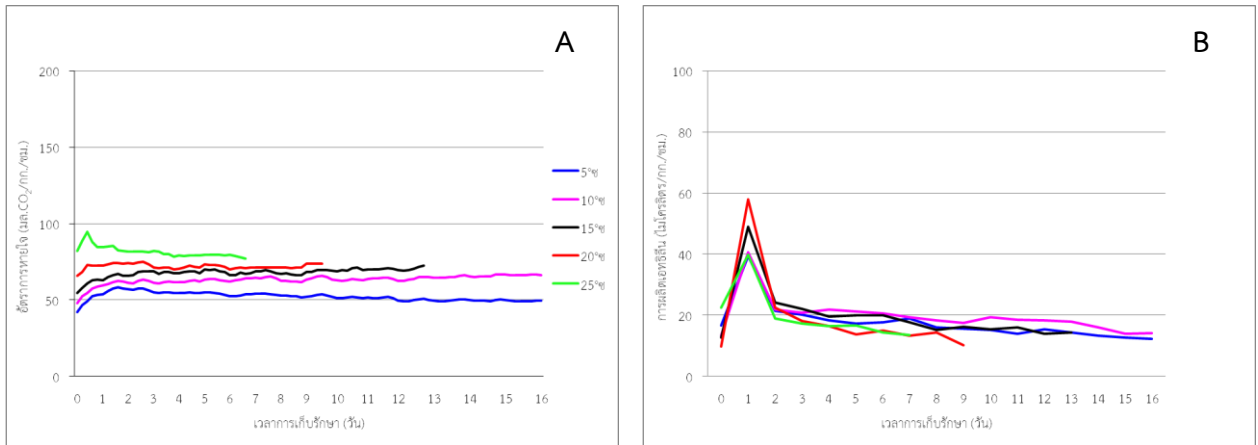 A
200
150
100
50
0
0 1 2 3 4 5 6 7 8 9 10 11 12 13 14 15 16
อัตราการหายใจ (มล.CO₂/กก./ชม.)
เวลาการเก็บรักษา (วัน)
5°ซ
10°ซ
15°ซ
20°ซ
25°ซ
B
100
80
60
40
20
0
0 1 2 3 4 5 6 7 8 9 10 11 12 13 14 15 16
การผลิตเอทธิลีน (ไมโครลิตร/กก./ชม.)
เวลาการเก็บรักษา (วัน)